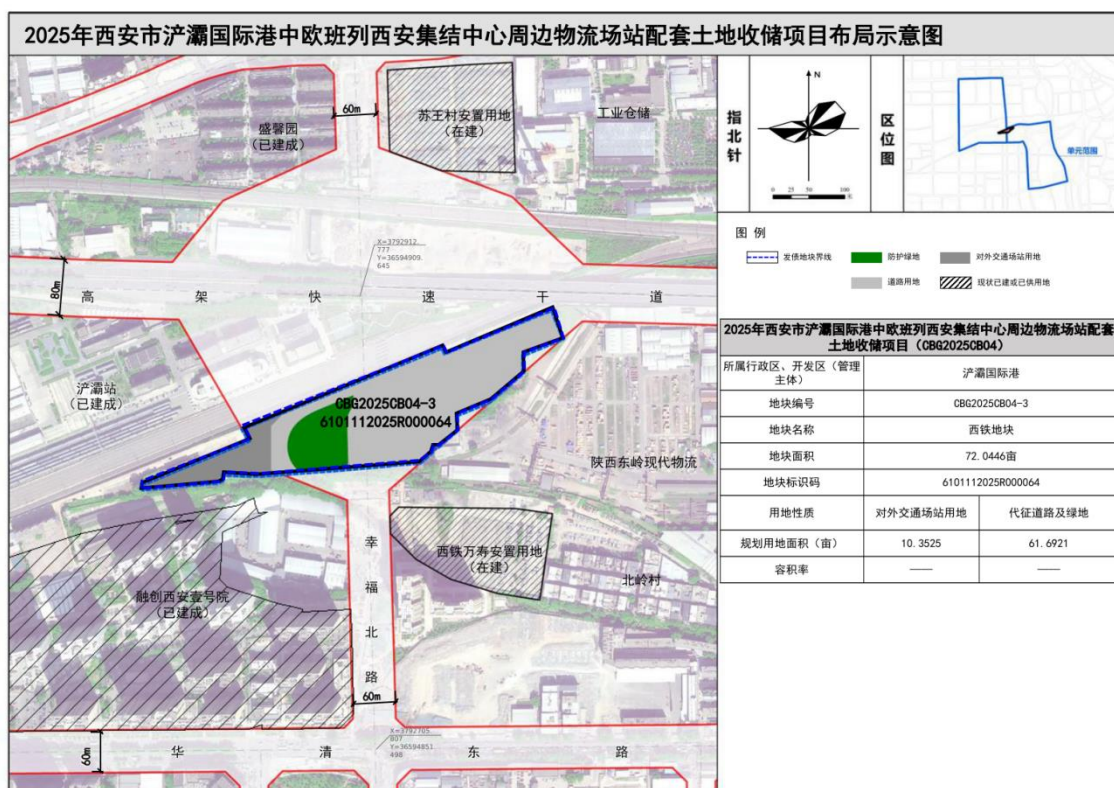 2025年西安市浐灞国际港中欧班列西安集结中心周边物流场站配套土地收储项目布局示意图
60m
盛馨园
(已建成)
苏王村安置用地
(在建)
工业仓储
X=3792912.
777
Y=36594909.
645
80m
高架快速干道
浐灞站
(已建成)
CBG2025CB04-3
6101112025R000064
陕西东岭现代物流
幸福北路
西铁万寿安置用地
(在建)
北岭村
融创西安壹号院
(已建成)
60m
X=3792705.
807
Y=36594851.
498
60m
华清东路
指北针
N
0 25 50 100
米
区位图
单元范围
图 例
发债地块界线
防护绿地
对外交通场站用地
道路用地
现状已建或已供用地
2025年西安市浐灞国际港中欧班列西安集结中心周边物流场站配套
土地收储项目（CBG2025CB04）
所属行政区、开发区（管理
主体）
浐灞国际港
地块编号
CBG2025CB04-3
地块名称
西铁地块
地块面积
72.0446亩
地块标识码
6101112025R000064
用地性质
对外交通场站用地
代征道路及绿地
规划用地面积（亩）
10.3525
61.6921
容积率
——
——